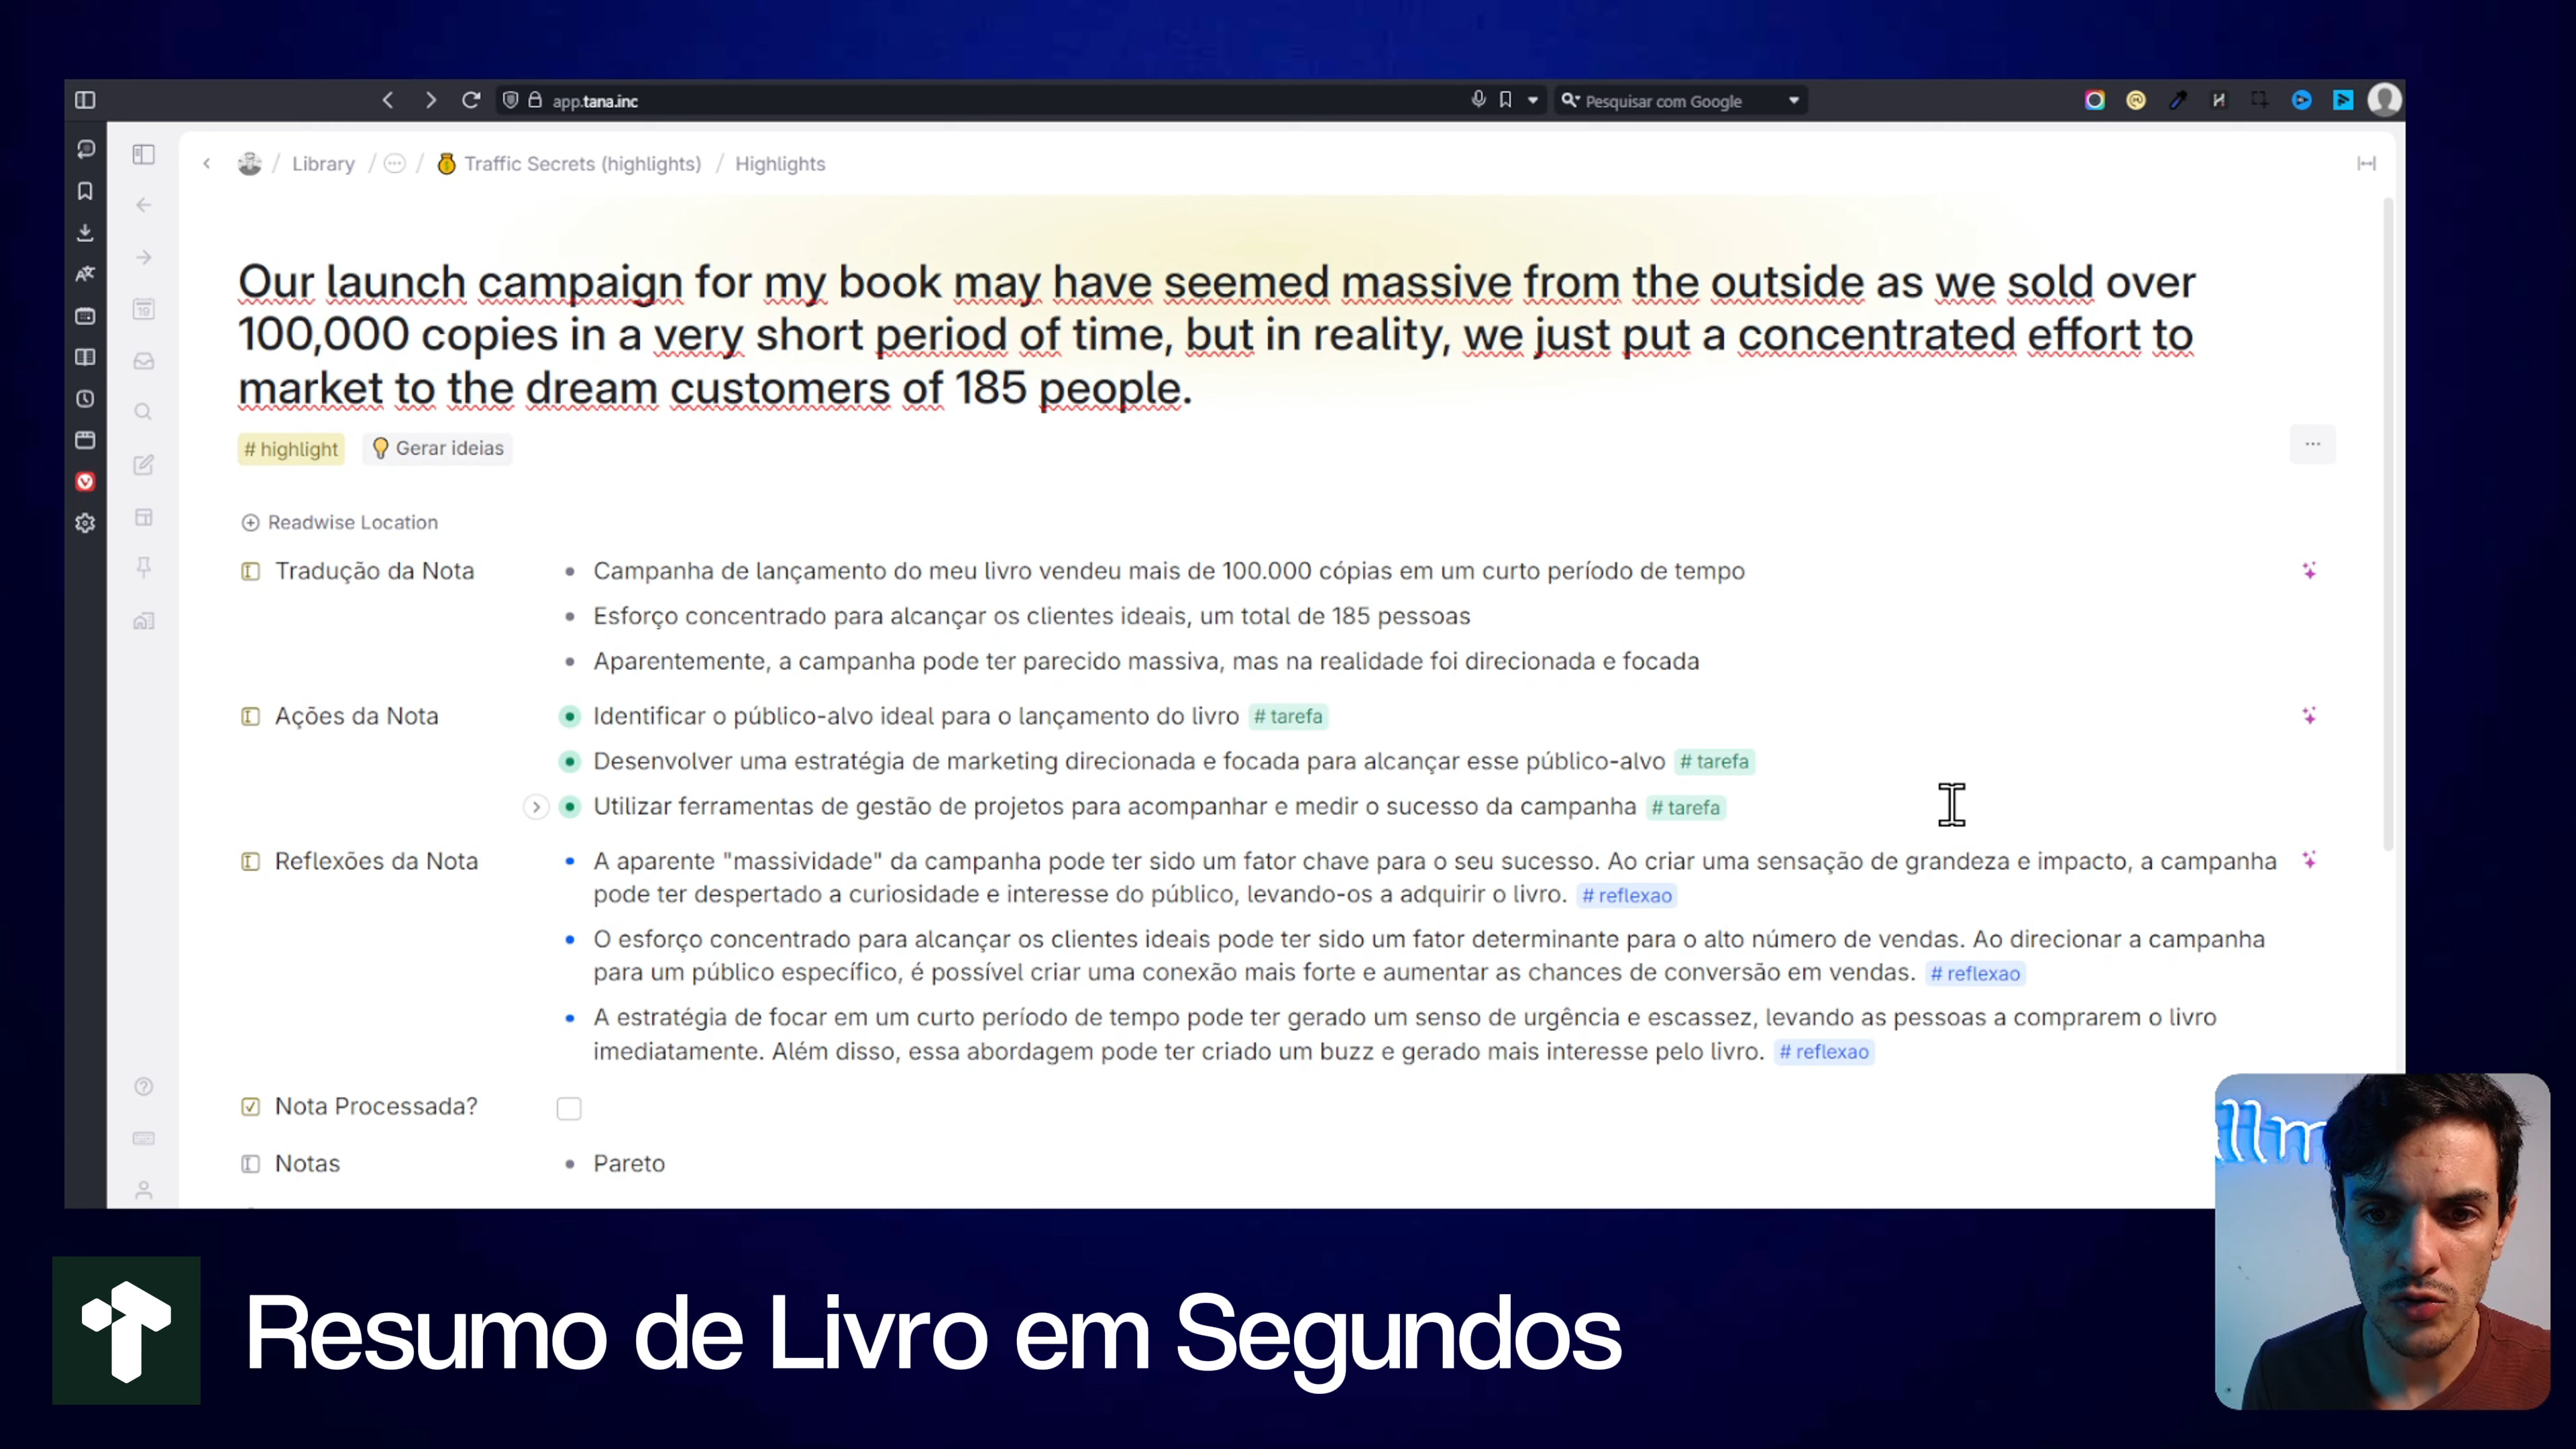 app.tana.inc
Pesquisar com Google
Library / Traffic Secrets (highlights) / Highlights
Our launch campaign for my book may have seemed massive from the outside as we sold over
100,000 copies in a very short period of time, but in reality, we just put a concentrated effort to
market to the dream customers of 185 people.
# highlight Gerar ideias
Readwise Location
Tradução da Nota
Campanha de lançamento do meu livro vendeu mais de 100.000 cópias em um curto período de tempo
Esforço concentrado para alcançar os clientes ideais, um total de 185 pessoas
Aparentemente, a campanha pode ter parecido massiva, mas na realidade foi direcionada e focada
Ações da Nota
Identificar o público-alvo ideal para o lançamento do livro # tarefa
Desenvolver uma estratégia de marketing direcionada e focada para alcançar esse público-alvo # tarefa
Utilizar ferramentas de gestão de projetos para acompanhar e medir o sucesso da campanha # tarefa
Reflexões da Nota
A aparente "massividade" da campanha pode ter sido um fator chave para o seu sucesso. Ao criar uma sensação de grandeza e impacto, a campanha
pode ter despertado a curiosidade e interesse do público, levando-os a adquirir o livro. # reflexao
O esforço concentrado para alcançar os clientes ideais pode ter sido um fator determinante para o alto número de vendas. Ao direcionar a campanha
para um público específico, é possível criar uma conexão mais forte e aumentar as chances de conversão em vendas. # reflexao
A estratégia de focar em um curto período de tempo pode ter gerado um senso de urgência e escassez, levando as pessoas a comprarem o livro
imediatamente. Além disso, essa abordagem pode ter criado um buzz e gerado mais interesse pelo livro. # reflexao
Nota Processada?
Notas
Pareto
19
Resumo de Livro em Segundos